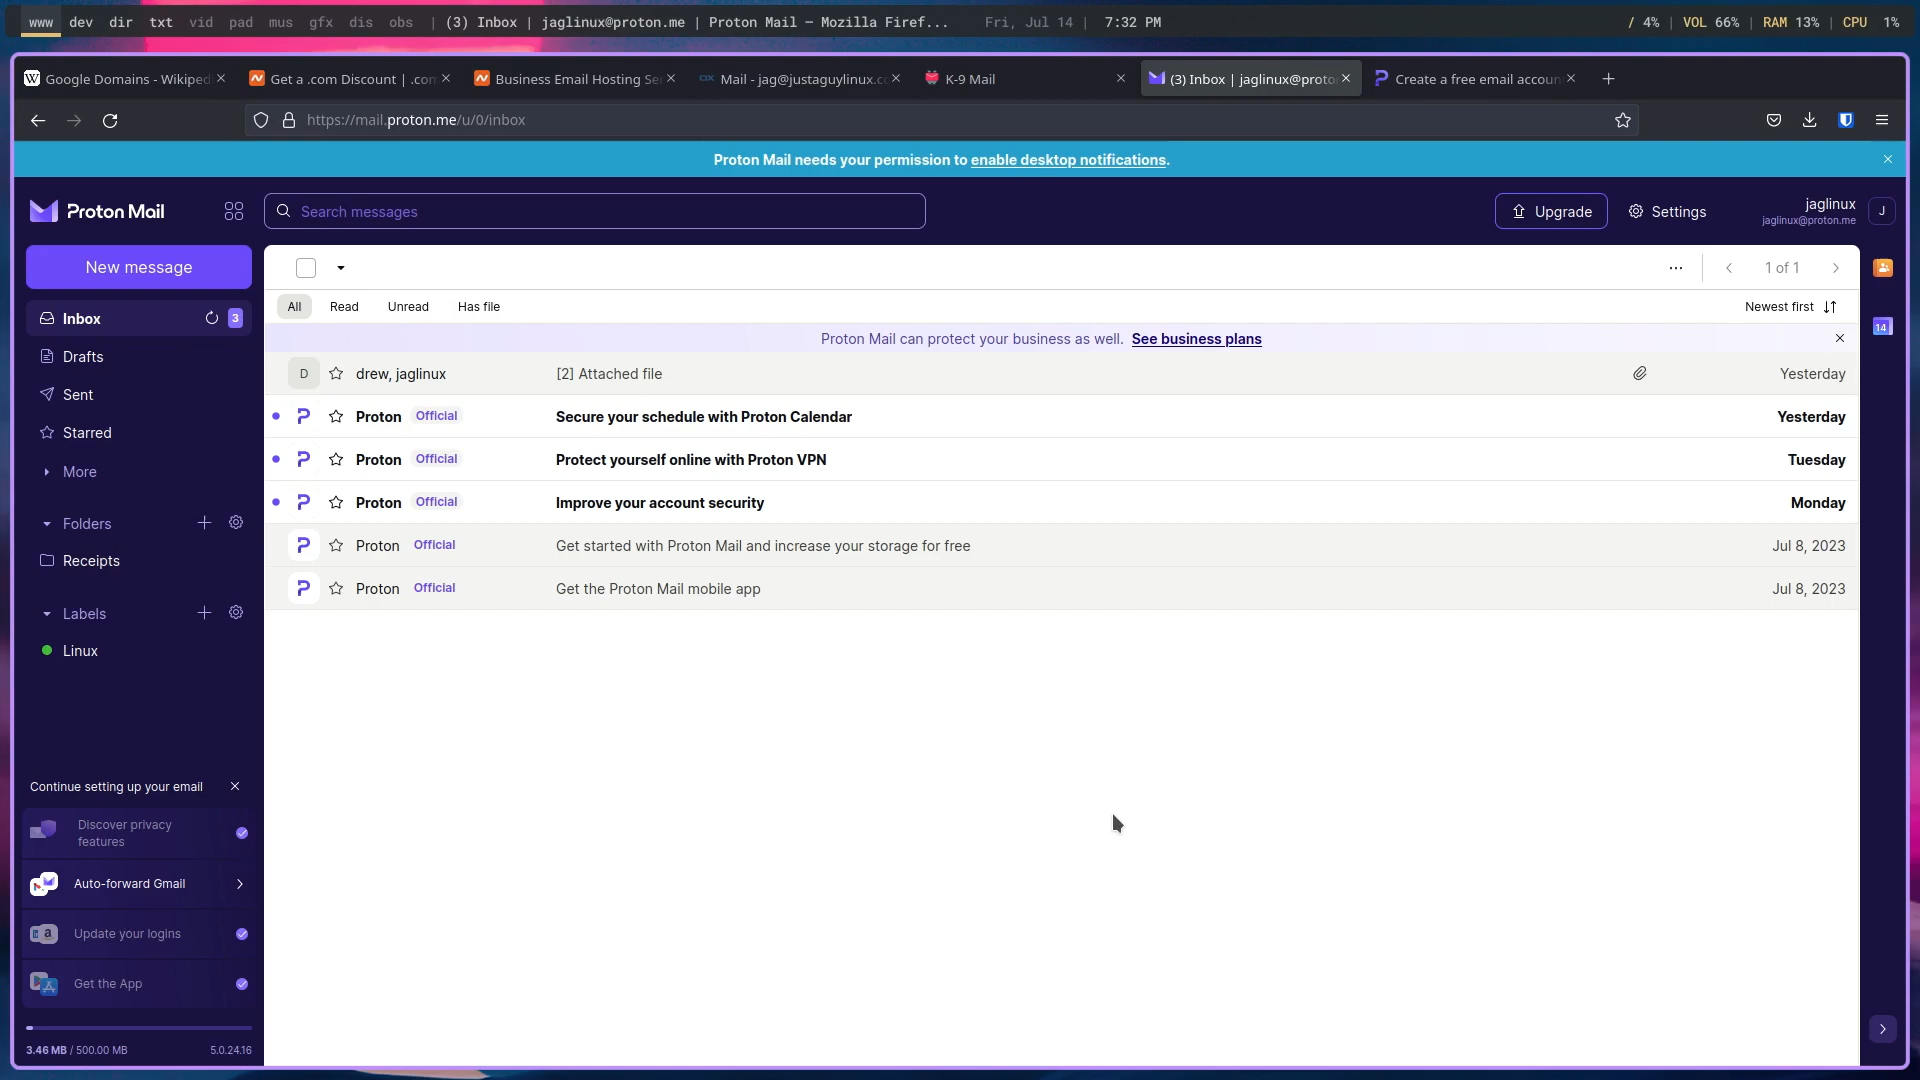 www dev dir txt vid pad mus gfx dis obs | (3) Inbox | jaglinux@proton.me | Proton Mail — Mozilla Firef... Fri, Jul 14 | 7:32 PM / 4% | VOL 66% | RAM 13% | CPU 1%
Google Domains - Wikiped Get a .com Discount | .com Business Email Hosting Se Mail - jag@justaguylinux.c K-9 Mail (3) Inbox | jaglinux@proto Create a free email accoun
https://mail.proton.me/u/0/inbox
Proton Mail needs your permission to enable desktop notifications.
Proton Mail
Search messages
Upgrade
Settings
jaglinux
jaglinux@proton.me
J
New message
1 of 1
Inbox 3
Drafts
Sent
Starred
More
Folders
Receipts
Labels
Linux
All Read Unread Has file Newest first
Proton Mail can protect your business as well. See business plans
D drew, jaglinux [2] Attached file Yesterday
Proton Official Secure your schedule with Proton Calendar Yesterday
Proton Official Protect yourself online with Proton VPN Tuesday
Proton Official Improve your account security Monday
Proton Official Get started with Proton Mail and increase your storage for free Jul 8, 2023
Proton Official Get the Proton Mail mobile app Jul 8, 2023
14
Continue setting up your email
Discover privacy
features
Auto-forward Gmail
Update your logins
Get the App
3.46 MB / 500.00 MB 5.0.24.16